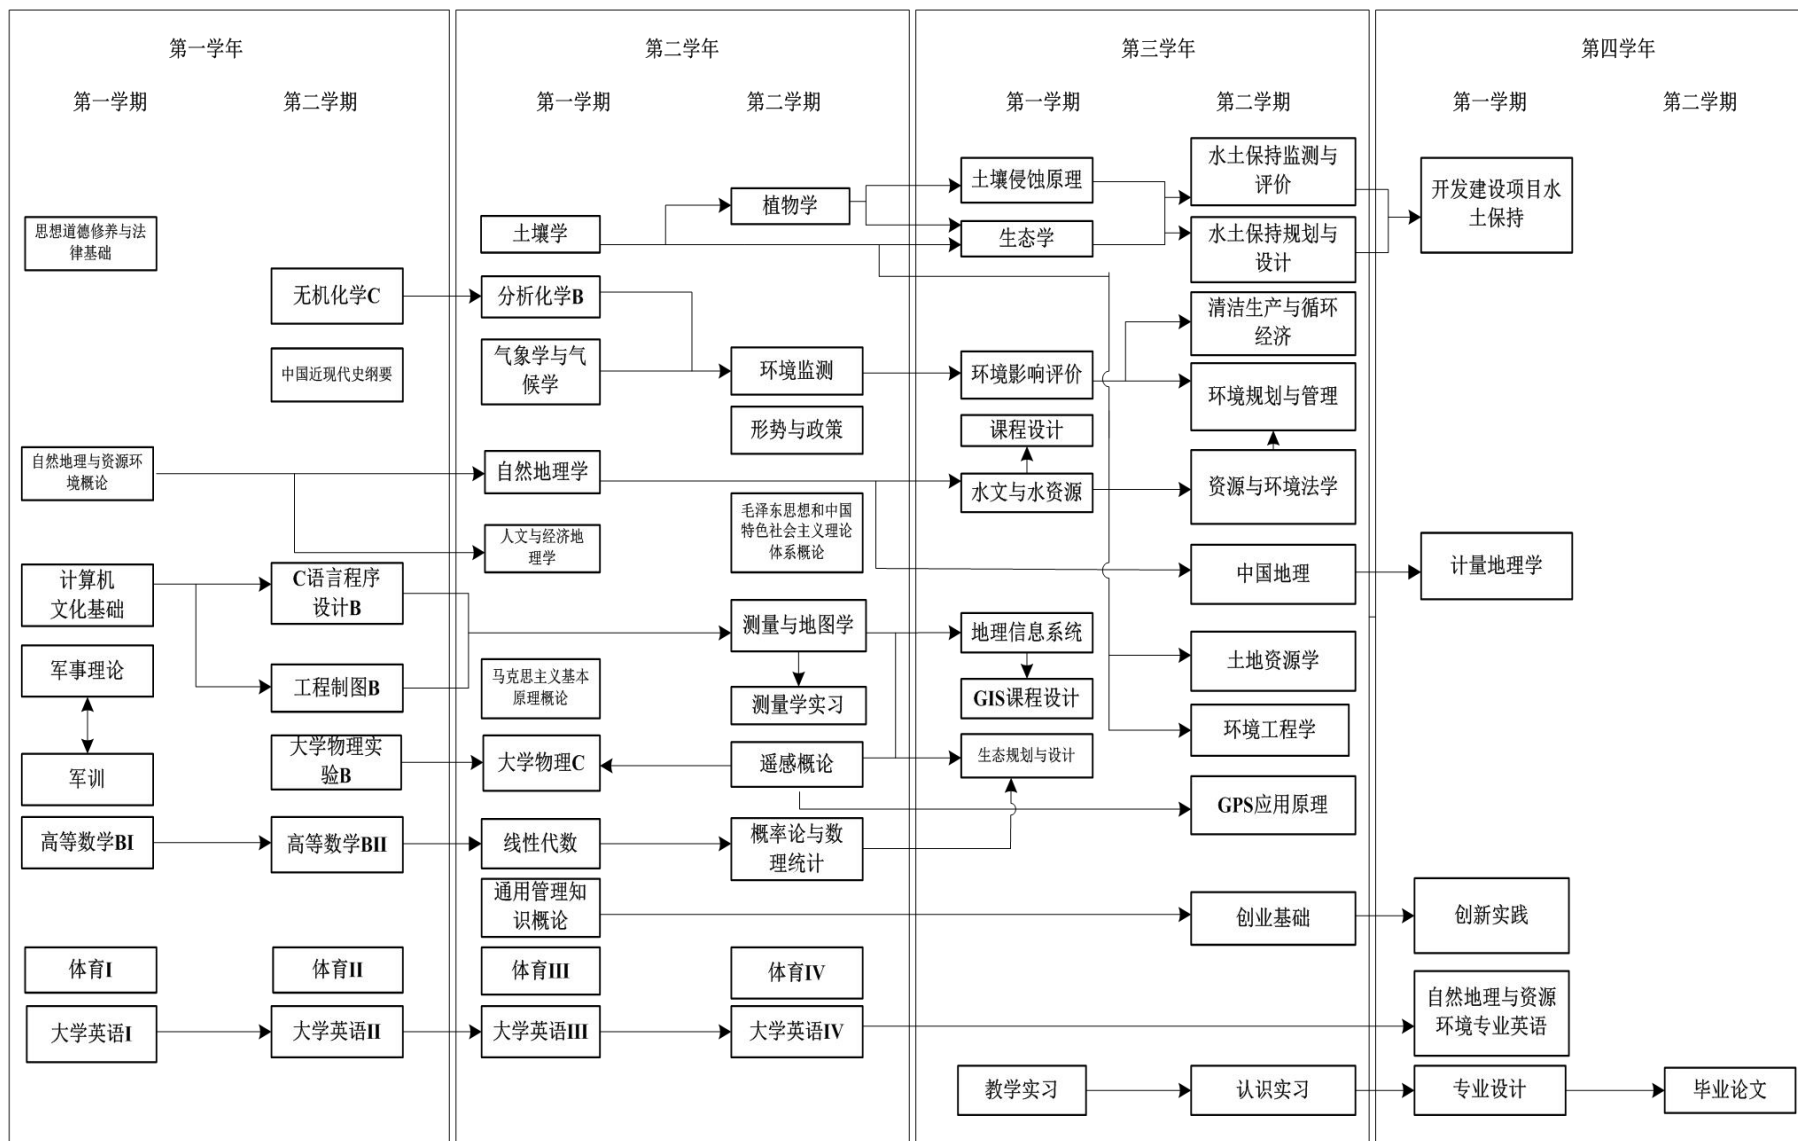 第一学年
第二学年
第三学年
第四学年
第一学期
第二学期
第一学期
第二学期
第一学期
第二学期
第一学期
第二学期
思想道德修养与法
律基础
自然地理与资源环
境概论
计算机
文化基础
军事理论
军训
高等数学BI
体育I
大学英语I
无机化学C
中国近现代史纲要
C语言程序
设计B
工程制图B
大学物理实
验B
高等数学BII
体育II
大学英语II
土壤学
分析化学B
气象学与气
候学
自然地理学
人文与经济地
理学
马克思主义基本
原理概论
大学物理C
线性代数
通用管理知
识概论
体育III
大学英语III
植物学
环境监测
形势与政策
毛泽东思想和中国
特色社会主义理论
体系概论
测量与地图学
测量学实习
遥感概论
概率论与数
理统计
体育IV
大学英语IV
土壤侵蚀原理
生态学
环境影响评价
课程设计
水文与水资源
地理信息系统
GIS课程设计
生态规划与设计
教学实习
水土保持监测与
评价
水土保持规划与
设计
清洁生产与循环
经济
环境规划与管理
资源与环境法学
中国地理
土地资源学
环境工程学
GPS应用原理
创业基础
认识实习
开发建设项目水
土保持
计量地理学
创新实践
自然地理与资源
环境专业英语
专业设计
毕业论文